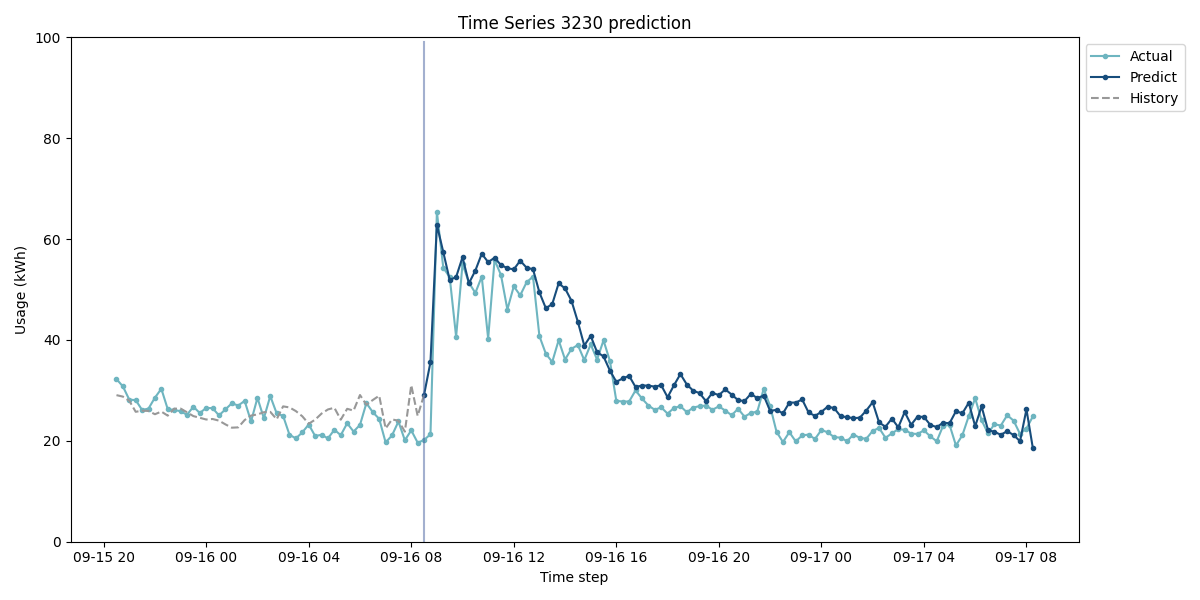 Time Series 3230 prediction
100
80
60
40
20
0
Usage (kWh)
09-15 20
09-16 00
09-16 04
09-16 08
09-16 12
09-16 16
09-16 20
09-17 00
09-17 04
09-17 08
Time step
Actual
Predict
History